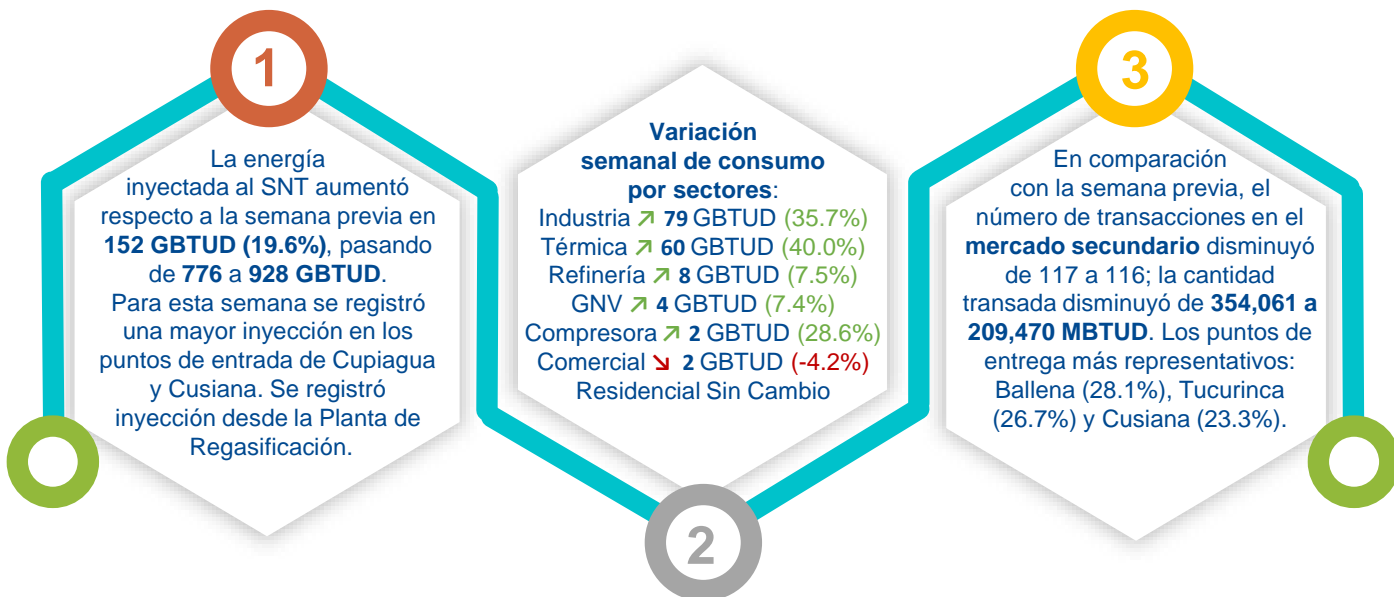 1
La energía
inyectada al SNT aumentó
respecto a la semana previa en
152 GBTUD (19.6%), pasando
de 776 a 928 GBTUD.
Para esta semana se registró
una mayor inyección en los
puntos de entrada de Cupiagua
y Cusiana. Se registró
inyección desde la Planta de
Regasificación.
Variación
semanal de consumo
por sectores:
Industria ↗ 79 GBTUD (35.7%)
Térmica ↗ 60 GBTUD (40.0%)
Refinería ↗ 8 GBTUD (7.5%)
GNV ↗ 4 GBTUD (7.4%)
Compresora ↗ 2 GBTUD (28.6%)
Comercial ↘ 2 GBTUD (-4.2%)
Residencial Sin Cambio
2
3
En comparación
con la semana previa, el
número de transacciones en el
mercado secundario disminuyó
de 117 a 116; la cantidad
transada disminuyó de 354,061 a
209,470 MBTUD. Los puntos de
entrega más representativos:
Ballena (28.1%), Tucurinca
(26.7%) y Cusiana (23.3%).